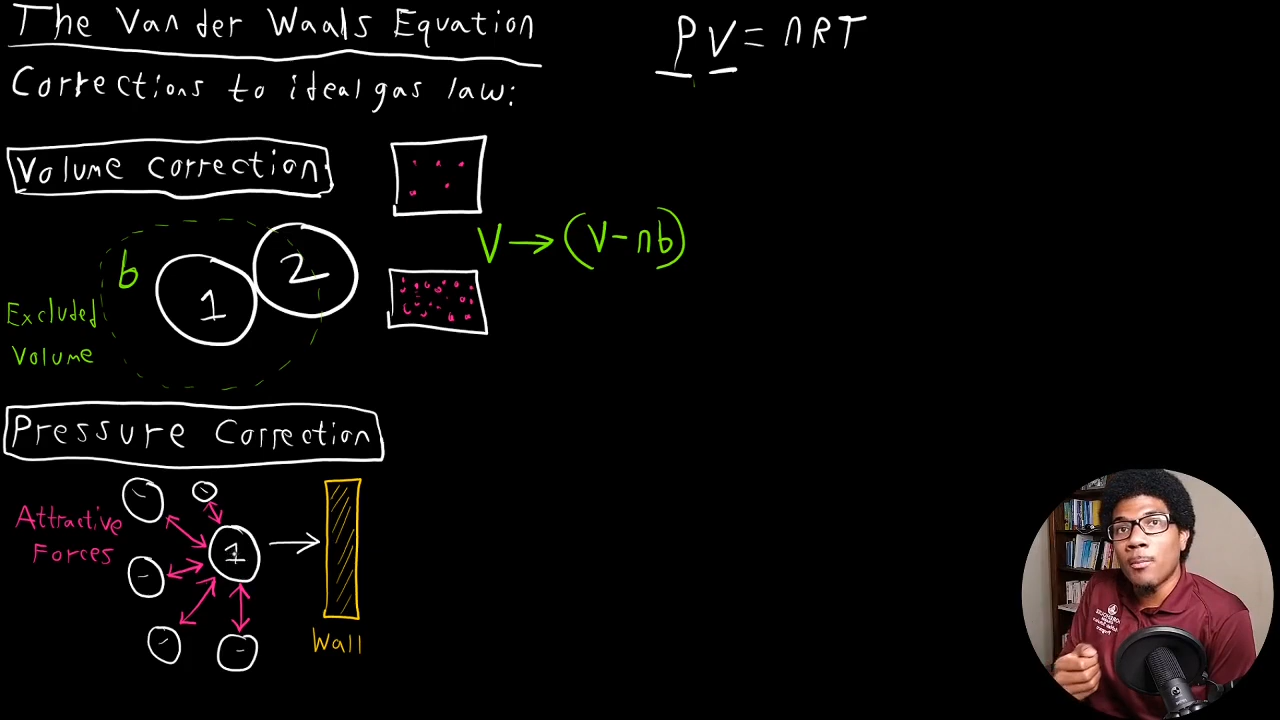 The Van der Waals Equation
PV = nRT
Corrections to ideal gas law:
Volume correction
V → (V-nb)
b
1
2
Excluded
Volume
Pressure Correction
Attractive
Forces
1
Wall